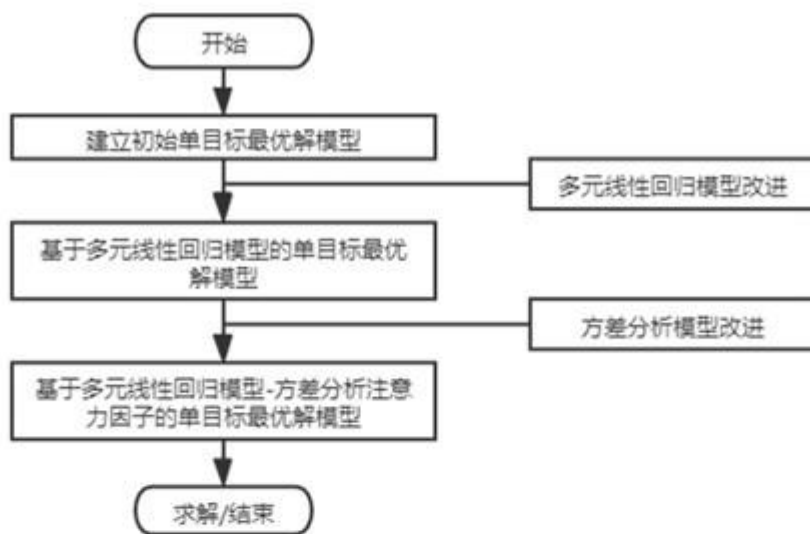 开始
建立初始单目标最优解模型
多元线性回归模型改进
基于多元线性回归模型的单目标最优
解模型
方差分析模型改进
基于多元线性回归模型-方差分析注意
力因子的单目标最优解模型
求解/结束